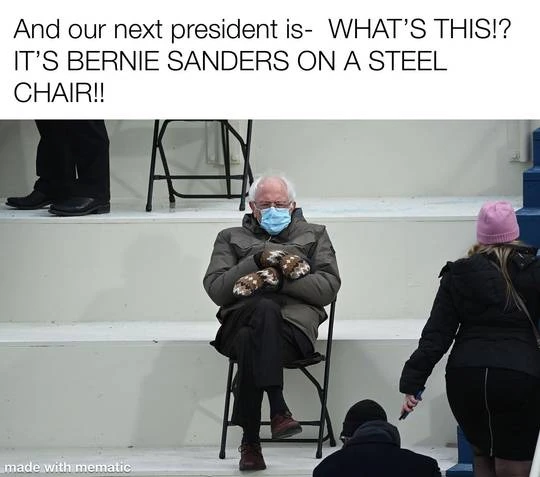 And our next president is-  WHAT’S THIS!?
IT’S BERNIE SANDERS ON A STEEL
CHAIR!!
made with mematic